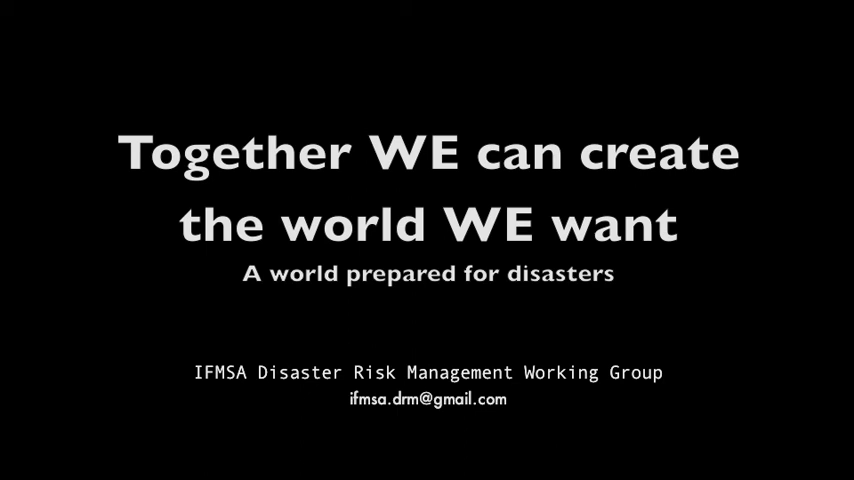 Together WE can create
the world WE want
A world prepared for disasters
IFMSA Disaster Risk Management Working Group
ifmsa.drm@gmail.com